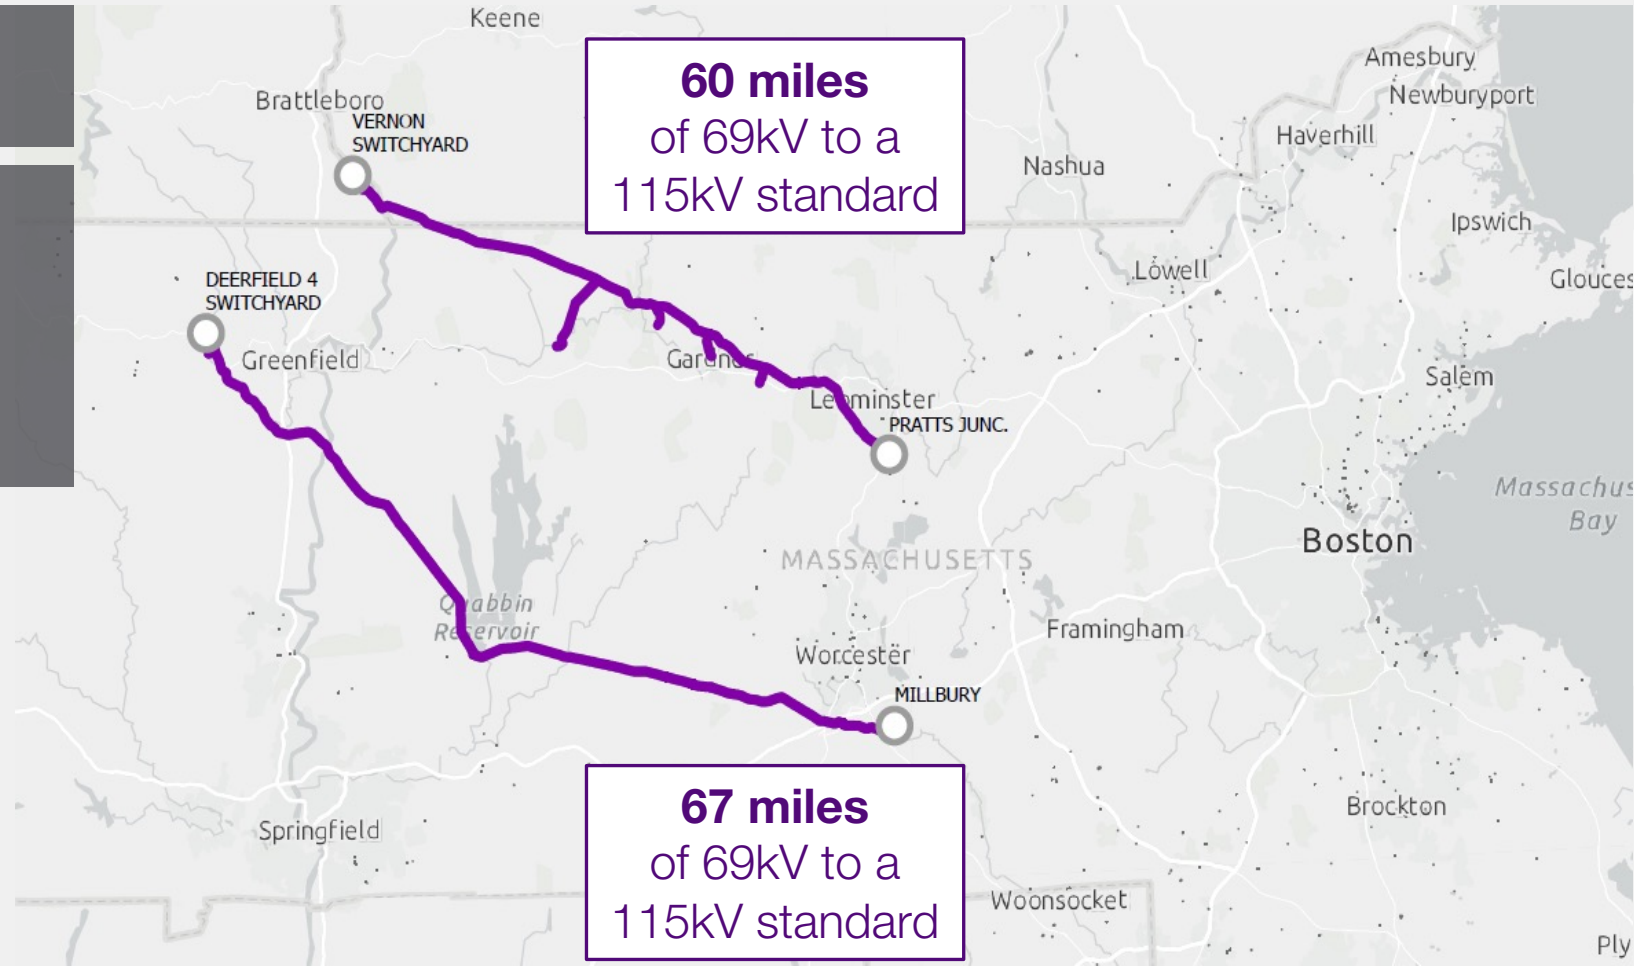 Keene
60 miles
of 69kV to a
115kV standard
Amesbury
Newburyport
Brattleboro
VERNON
SWITCHYARD
Haverhill
Nashua
Ipswich
Lowell
DEERFIELD 4
SWITCHYARD
Glouces
Greenfield
Gardner
Salem
Leominster
PRATTS JUNC.
Massachus
Bay
Boston
MASSACHUSETTS
Quabbin
Reservoir
Framingham
Worcester
MILLBURY
67 miles
of 69kV to a
115kV standard
Springfield
Brockton
Woonsocket
Ply